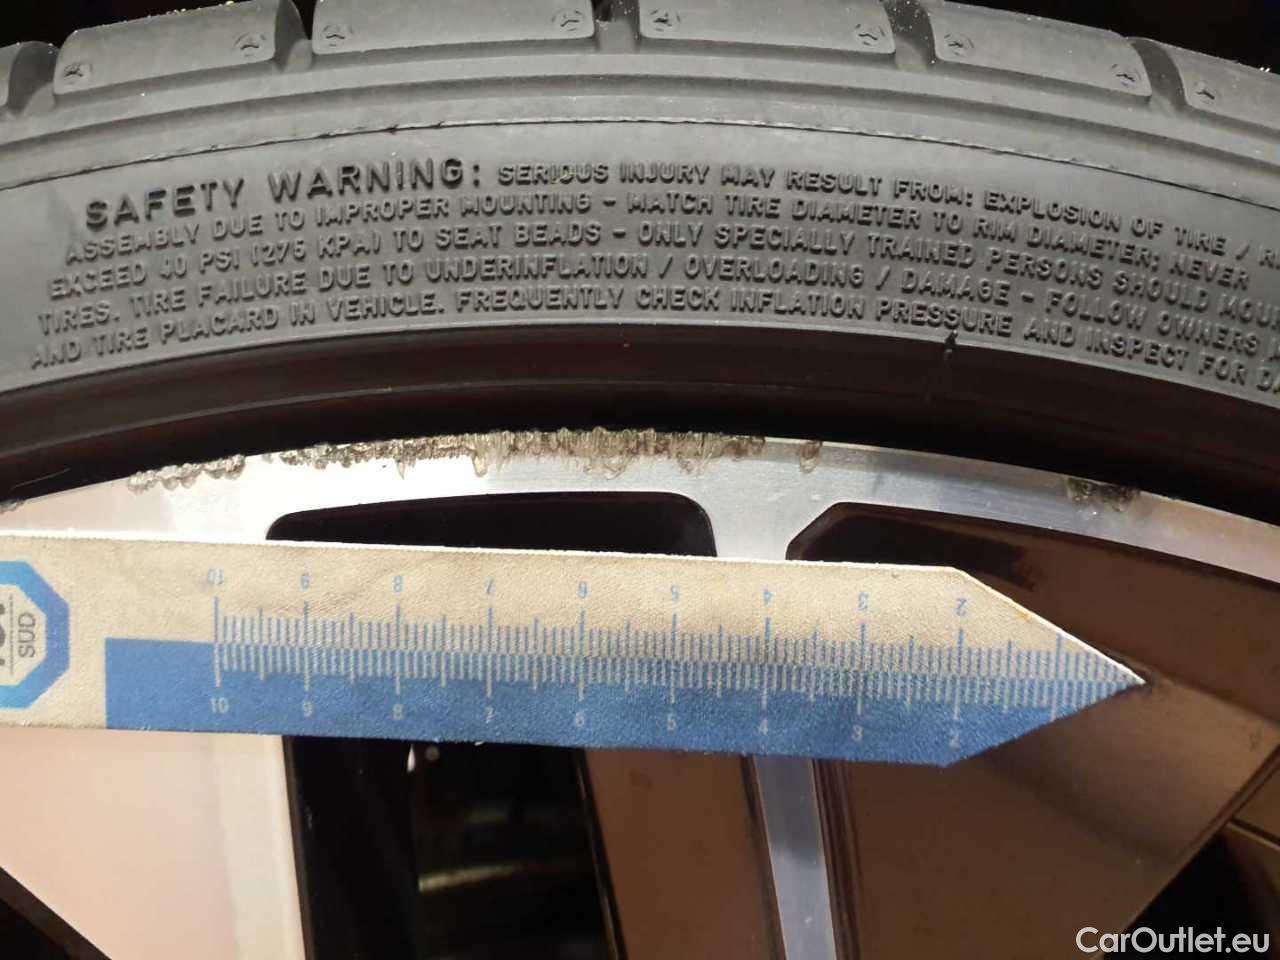 SAFETY WARNING: SERIOUS INJURY MAY RESULT FROM: EXPLOSION OF TIRE /
ASSEMBLY DUE TO IMPROPER MOUNTING - MATCH TIRE DIAMETER TO RIM DIAMETER; NEVER
EXCEED 40 PSI (275 KPA) TO SEAT BEADS - ONLY SPECIALLY TRAINED PERSONS SHOULD
TIRES. TIRE FAILURE DUE TO UNDERINFLATION / OVERLOADING / DAMAGE - FOLLOW OWNERS
AND TIRE PLACARD IN VEHICLE. FREQUENTLY CHECK INFLATION PRESSURE AND INSPECT FOR
10 9 8 7 6 5 4 3 2
SUD
10 9 8 7 6 5 4 3 2 1
CarOutlet.eu